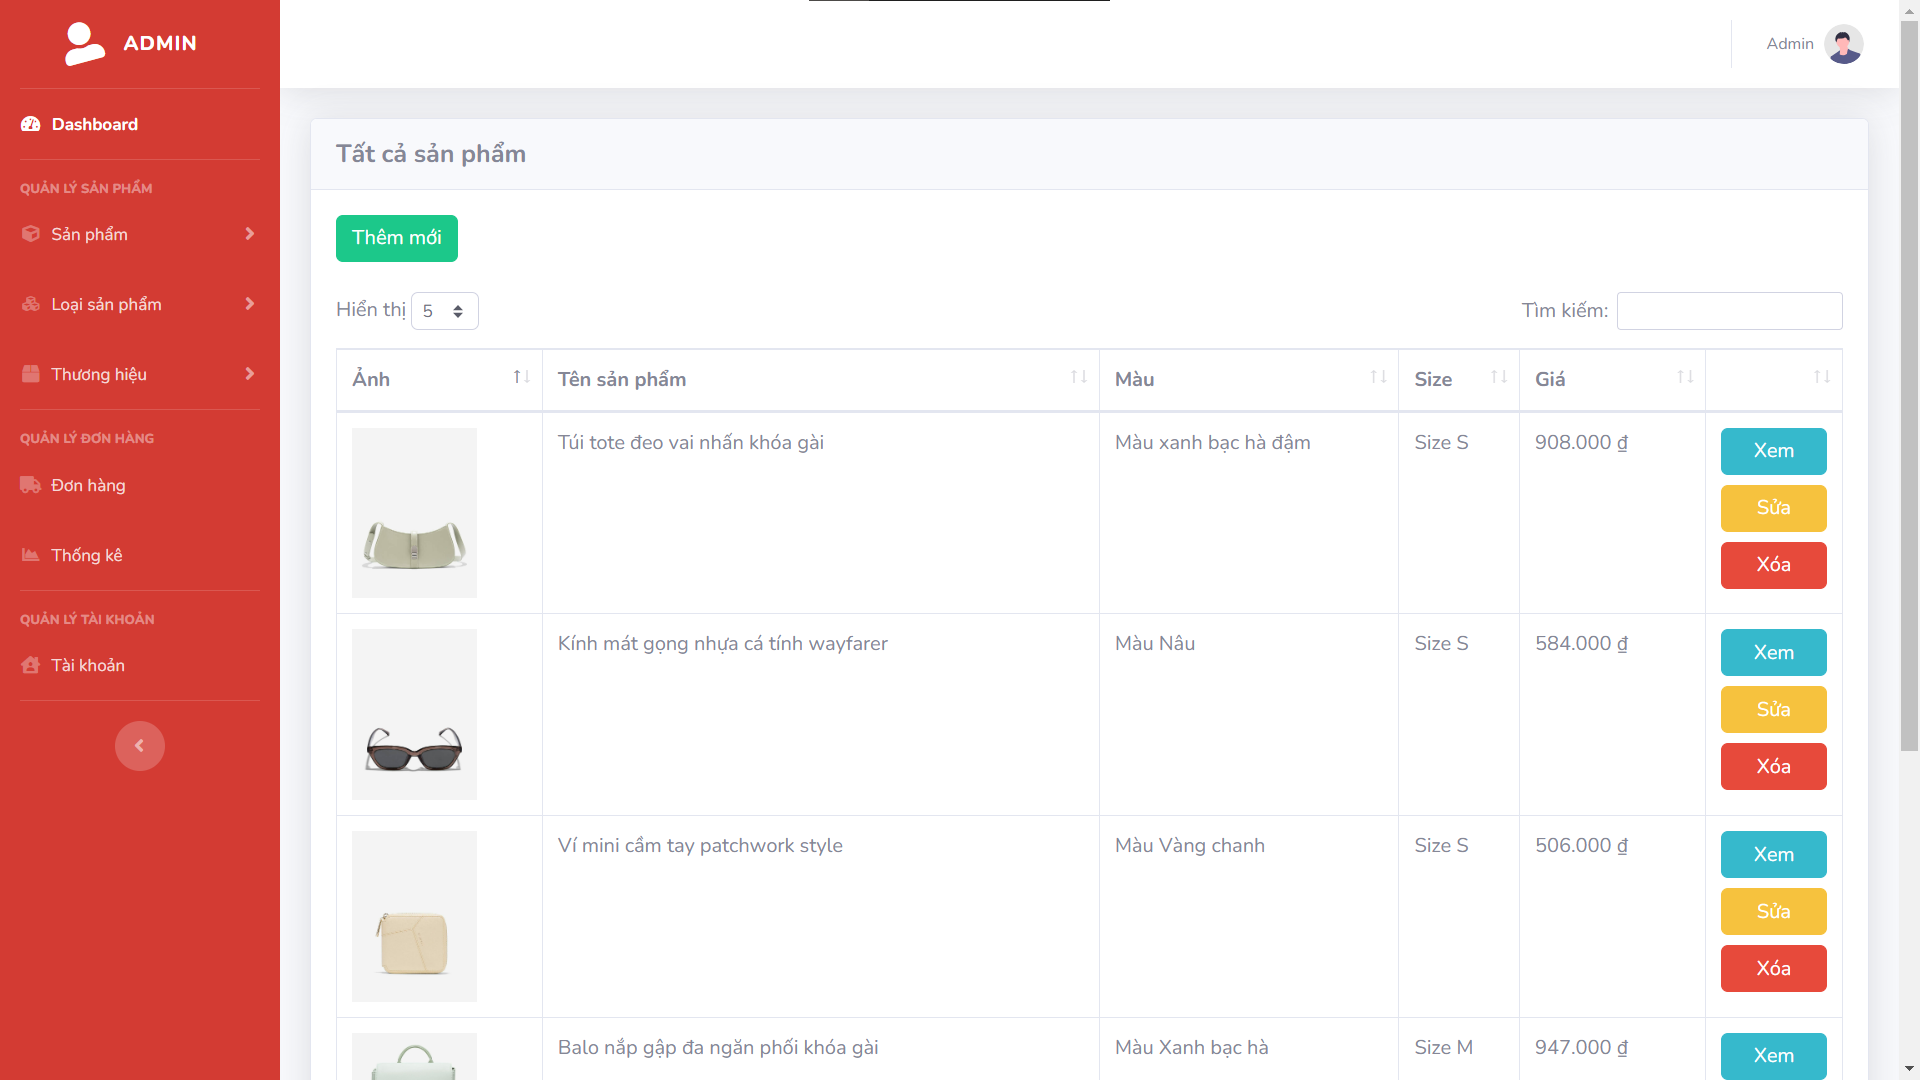 ADMIN
Admin
Dashboard
QUẢN LÝ SẢN PHẨM
Sản phẩm
Loại sản phẩm
Thương hiệu
QUẢN LÝ ĐƠN HÀNG
Đơn hàng
Thống kê
QUẢN LÝ TÀI KHOẢN
Tài khoản
Tất cả sản phẩm
Thêm mới
Hiển thị 5
Tìm kiếm:
Ảnh Tên sản phẩm Màu Size Giá
Túi tote đeo vai nhấn khóa gài Màu xanh bạc hà đậm Size S 908.000 ₫ Xem
Sửa
Xóa
Kính mát gọng nhựa cá tính wayfarer Màu Nâu Size S 584.000 ₫ Xem
Sửa
Xóa
Ví mini cầm tay patchwork style Màu Vàng chanh Size S 506.000 ₫ Xem
Sửa
Xóa
Balo nắp gập đa ngăn phối khóa gài Màu Xanh bạc hà Size M 947.000 ₫ Xem